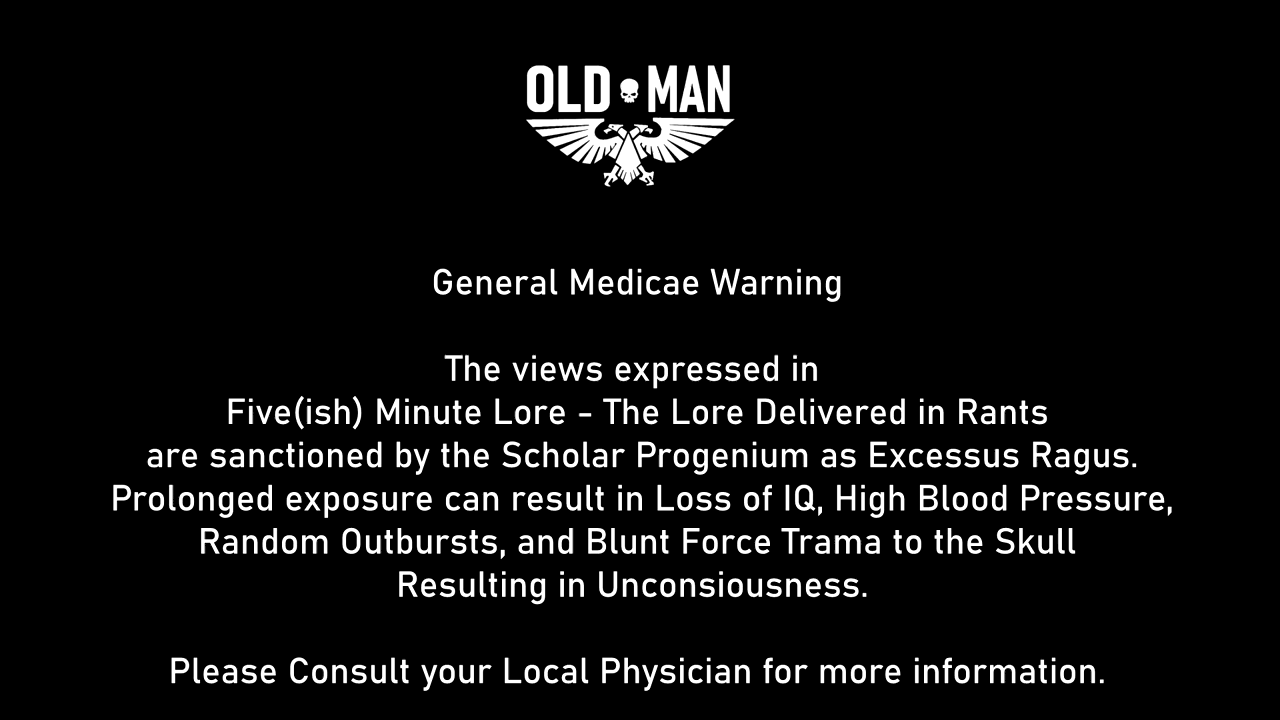 OLD MAN
General Medicae Warning
The views expressed in
Five(ish) Minute Lore - The Lore Delivered in Rants
are sanctioned by the Scholar Progenium as Excessus Ragus.
Prolonged exposure can result in Loss of IQ, High Blood Pressure,
Random Outbursts, and Blunt Force Trama to the Skull
Resulting in Unconsiousness.
Please Consult your Local Physician for more information.